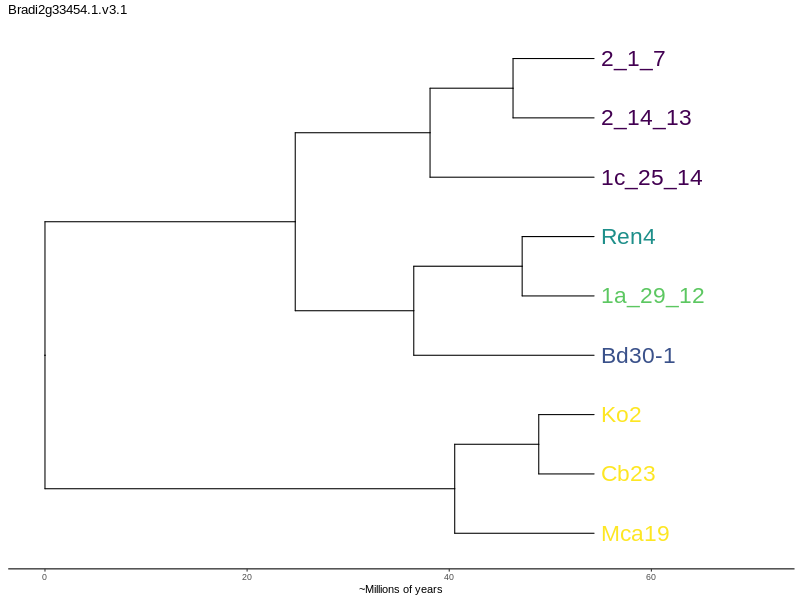 Bradi2g33454.1.v3.1
2_1_7
2_14_13
1c_25_14
Ren4
1a_29_12
Bd30-1
Ko2
Cb23
Mca19
0 20 40 60
~Millions of years